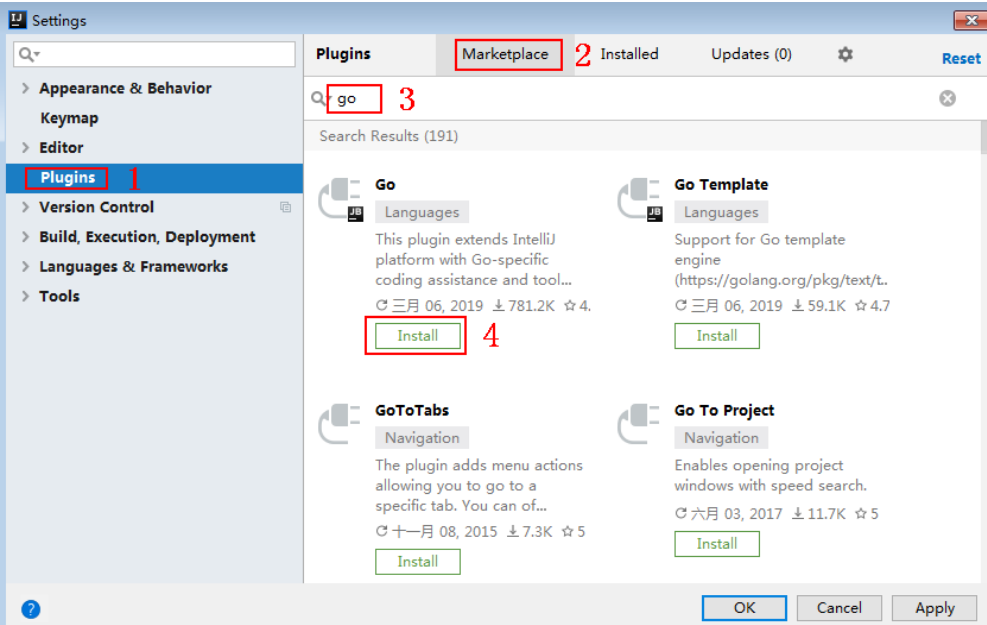 Settings
Appearance & Behavior
Keymap
Editor
Plugins 1
Version Control
Build, Execution, Deployment
Languages & Frameworks
Tools
Plugins Marketplace 2 Installed Updates (0) Reset
go 3
Search Results (191)
Go
Languages
This plugin extends IntelliJ
platform with Go-specific
coding assistance and tool...
三月 06, 2019 781.2K 4.
Install 4
Go Template
Languages
Support for Go template
engine
(https://golang.org/pkg/text/t..
三月 06, 2019 59.1K 4.7
Install
GoToTabs
Navigation
The plugin adds menu actions
allowing you to go to a
specific tab. You can of...
十一月 08, 2015 7.3K 5
Install
Go To Project
Navigation
Enables opening project
windows with speed search.
六月 03, 2017 11.7K 5
Install
? OK Cancel Apply